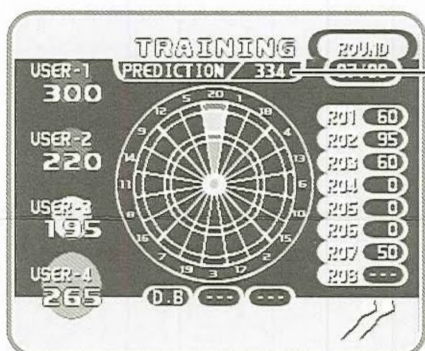 TRAINING
ROUND
PREDICTION / 334
07/08
USER-1
300
USER-2
220
USER-3
195
USER-4
265
20
1
18
4
13
6
10
15
2
17
3
19
7
16
8
11
14
9
12
5
R01 60
R02 95
R03 60
R04 0
R05 0
R06 0
R07 50
R08 ---
D.B --- ---